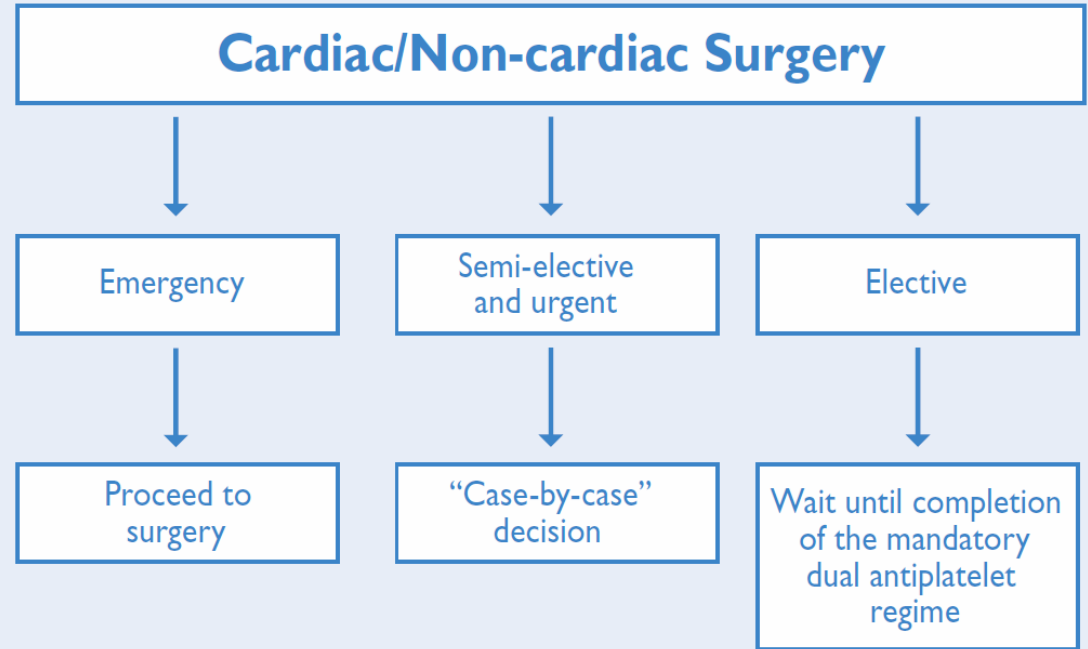 Cardiac/Non-cardiac Surgery
Emergency
Semi-elective
and urgent
Elective
Proceed to
surgery
“Case-by-case”
decision
Wait until completion
of the mandatory
dual antiplatelet
regime